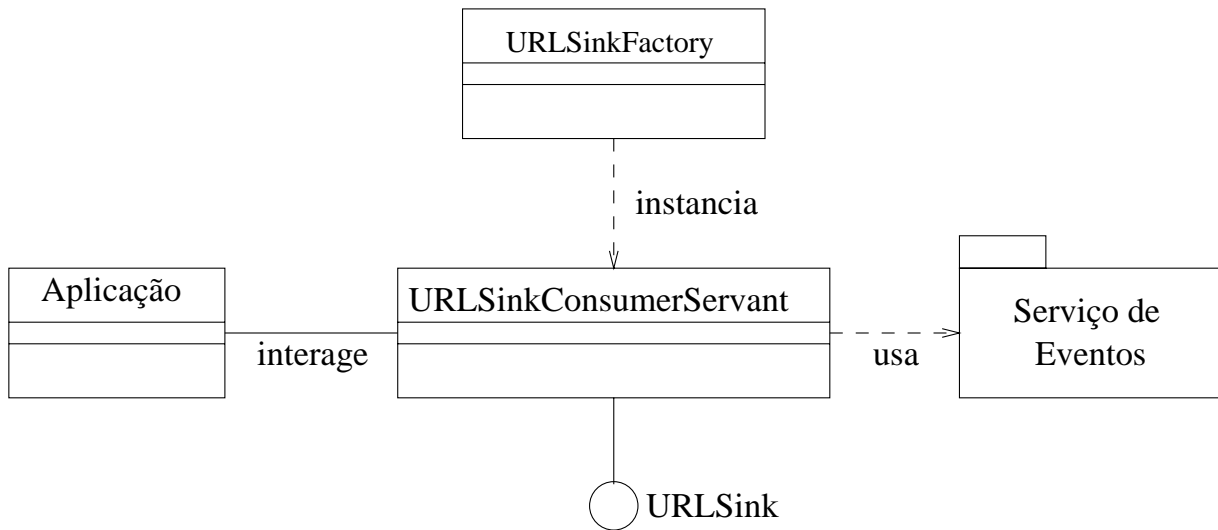 URLSinkFactory
instancia
Aplicação
URLSinkConsumerServant
interage
usa
Serviço de
Eventos
URLSink